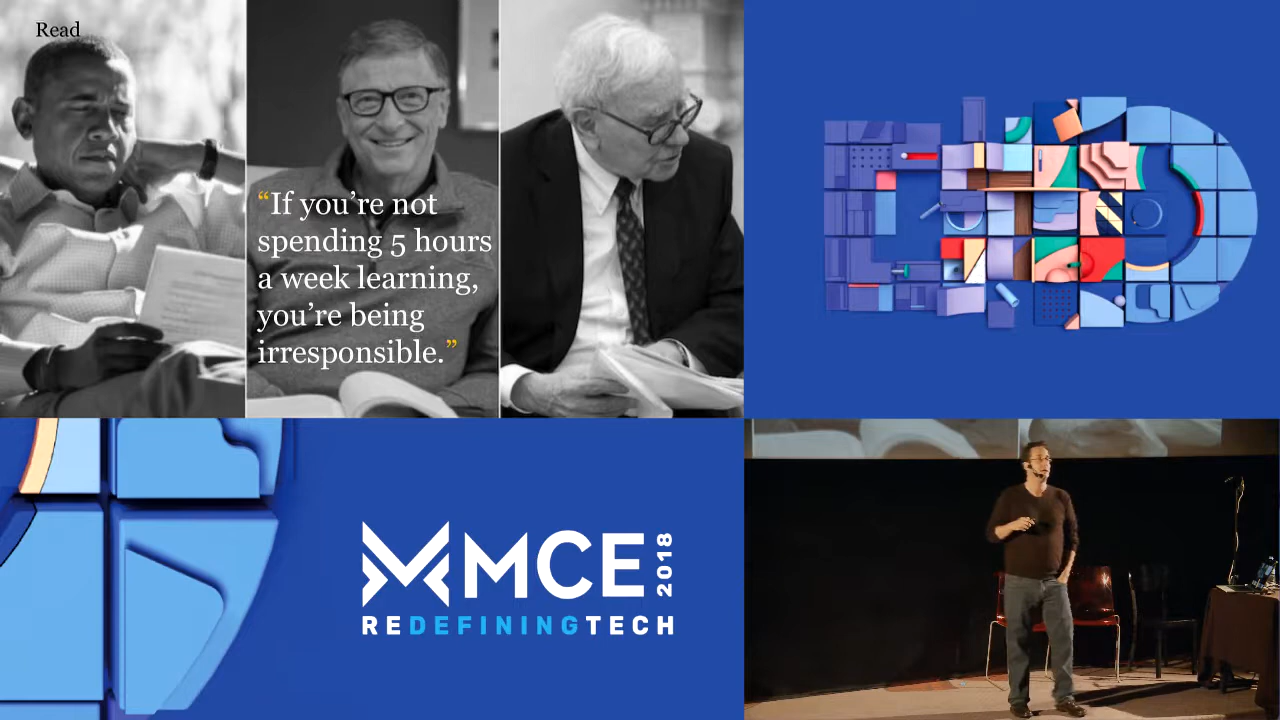 Read
“If you’re not
spending 5 hours
a week learning,
you’re being
irresponsible.”
MCE 2018
REDEFININGTECH